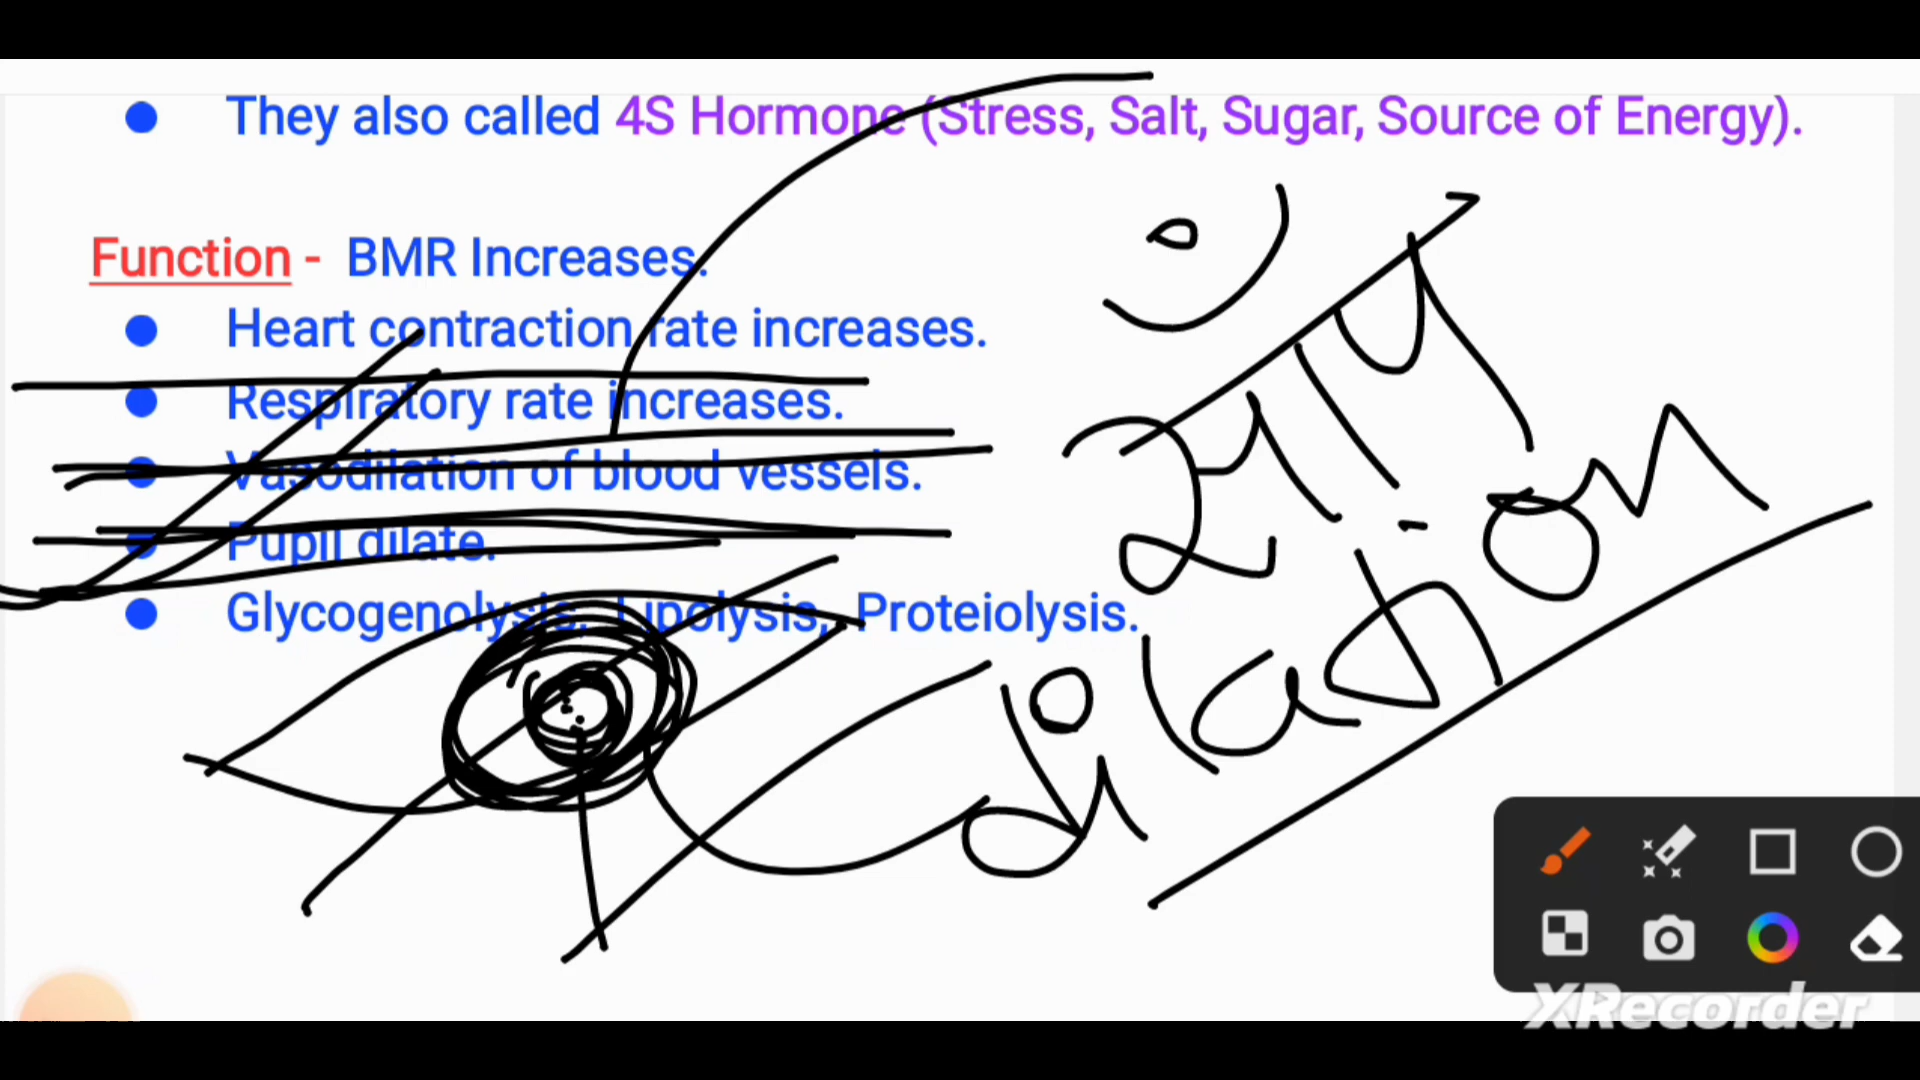 They also called 4S Hormone (Stress, Salt, Sugar, Source of Energy).
Function - BMR Increases.
Heart contraction rate increases.
Respiratory rate increases.
Vasodilation of blood vessels.
Pupil dilate.
Glycogenolysis, Lipolysis, Proteiolysis.
dilation
XRecorder